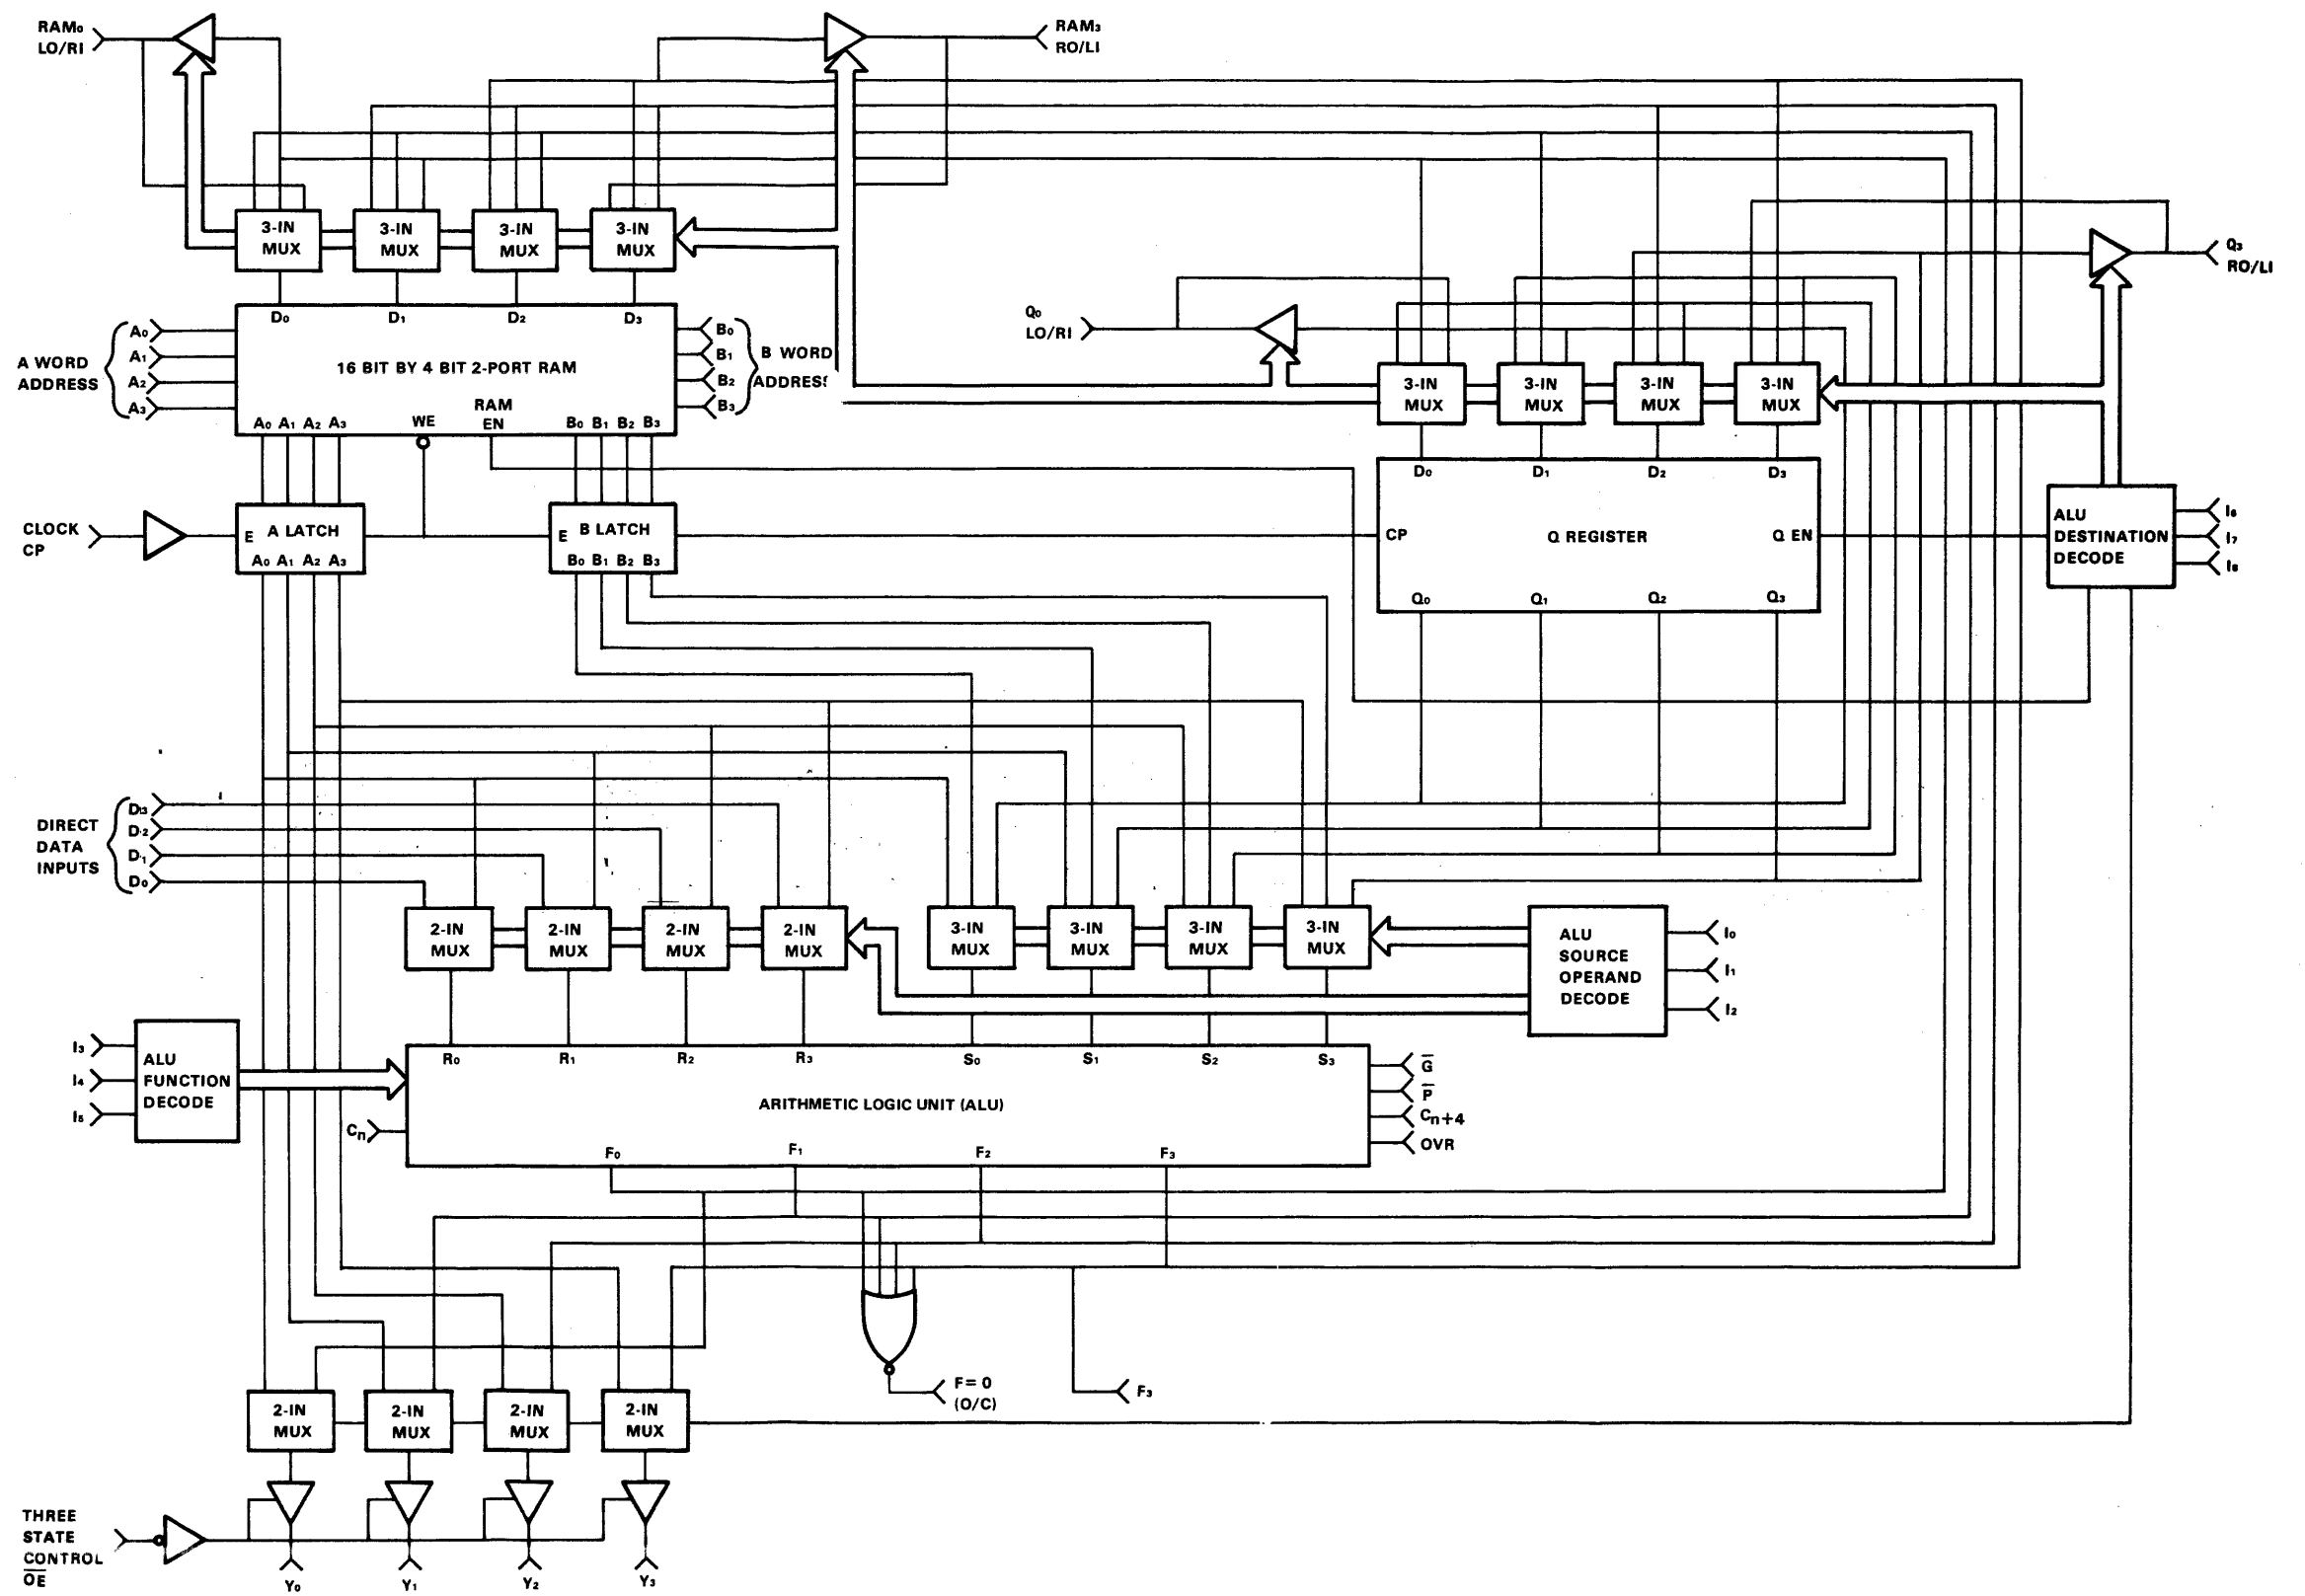 RAM₀
LO/RI
RAM₃
RO/LI
3-IN
MUX
3-IN
MUX
3-IN
MUX
3-IN
MUX
Q₃
RO/LI
Q₀
LO/RI
A WORD
ADDRESS
A₀
A₁
A₂
A₃
D₀ D₁ D₂ D₃
16 BIT BY 4 BIT 2-PORT RAM
RAM
A₀ A₁ A₂ A₃ WE EN B₀ B₁ B₂ B₃
B₀
B₁
B₂
B₃
B WORD
ADDRESS
3-IN
MUX
3-IN
MUX
3-IN
MUX
3-IN
MUX
CLOCK
CP
E A LATCH
A₀ A₁ A₂ A₃
E B LATCH
B₀ B₁ B₂ B₃
D₀ D₁ D₂ D₃
CP Q REGISTER Q EN
Q₀ Q₁ Q₂ Q₃
ALU
DESTINATION
DECODE
I₆
I₇
I₈
DIRECT
DATA
INPUTS
D₃
D₂
D₁
D₀
2-IN
MUX
2-IN
MUX
2-IN
MUX
2-IN
MUX
3-IN
MUX
3-IN
MUX
3-IN
MUX
3-IN
MUX
ALU
SOURCE
OPERAND
DECODE
I₀
I₁
I₂
I₃
I₄
I₅
ALU
FUNCTION
DECODE
Cn
R₀ R₁ R₂ R₃ S₀ S₁ S₂ S₃
ARITHMETIC LOGIC UNIT (ALU)
F₀ F₁ F₂ F₃
G̅
P̅
Cn+4
OVR
F=0
(O/C)
F₃
2-IN
MUX
2-IN
MUX
2-IN
MUX
2-IN
MUX
THREE
STATE
CONTROL
O̅E̅
Y₀ Y₁ Y₂ Y₃